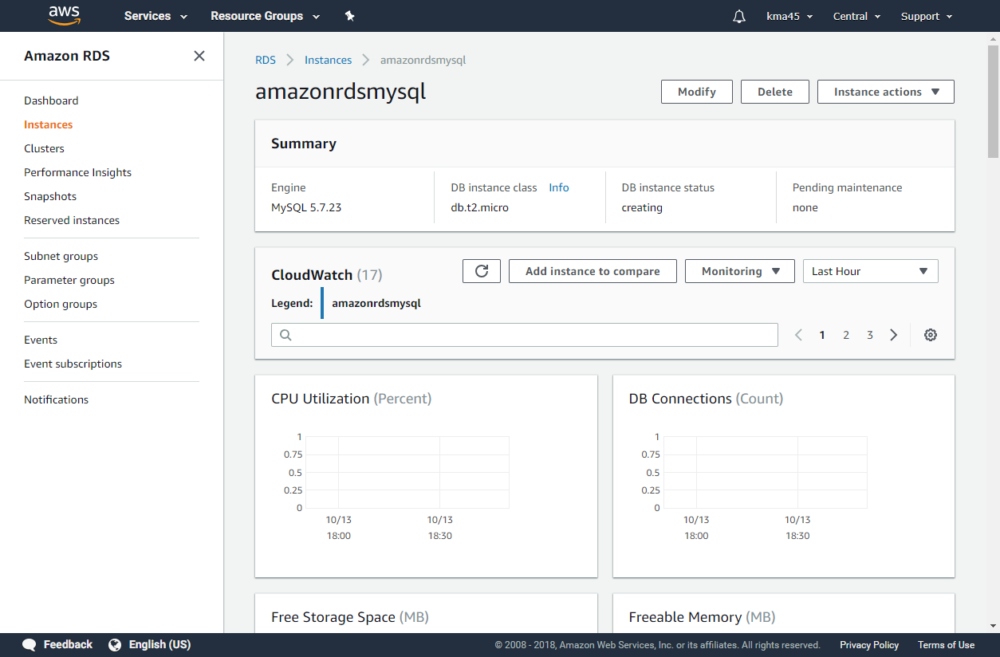 aws Services Resource Groups kma45 Central Support
Amazon RDS
Dashboard
Instances
Clusters
Performance Insights
Snapshots
Reserved instances
Subnet groups
Parameter groups
Option groups
Events
Event subscriptions
Notifications
RDS Instances amazonrdsmysql
amazonrdsmysql Modify Delete Instance actions
Summary
Engine DB instance class Info DB instance status Pending maintenance
MySQL 5.7.23 db.t2.micro creating none
CloudWatch (17) Add instance to compare Monitoring Last Hour
Legend: amazonrdsmysql
1 2 3
CPU Utilization (Percent) DB Connections (Count)
1 1
0.75 0.75
0.5 0.5
0.25 0.25
0 0
10/13 10/13 10/13 10/13
18:00 18:30 18:00 18:30
Free Storage Space (MB) Freeable Memory (MB)
Feedback English (US) © 2008 - 2018, Amazon Web Services, Inc. or its affiliates. All rights reserved. Privacy Policy Terms of Use